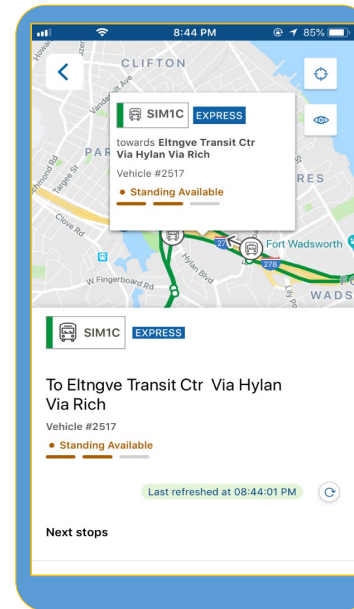 8:44 PM
85%
CLIFTON
SIM1C EXPRESS
towards Eltngve Transit Ctr
Via Hylan Via Rich
Vehicle #2517
Standing Available
Targee St
Clove Rd
W Fingerboard Rd
Hylan Blvd
278
Fort Wadsworth
WADS
SIM1C EXPRESS
To Eltngve Transit Ctr Via Hylan
Via Rich
Vehicle #2517
Standing Available
Last refreshed at 08:44:01 PM
Next stops